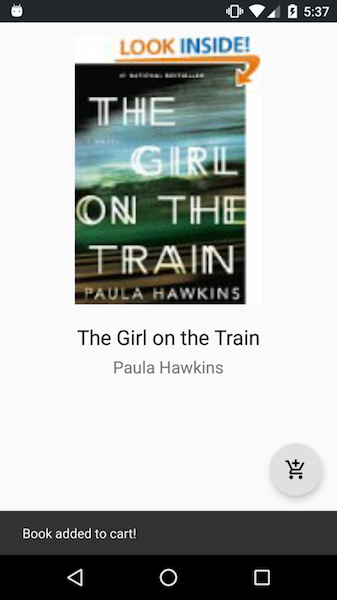 5:37
LOOK INSIDE!
#1 NATIONAL BESTSELLER
THE
A NOVEL
GIRL
ON THE
TRAIN
PAULA HAWKINS
The Girl on the Train
Paula Hawkins
Book added to cart!